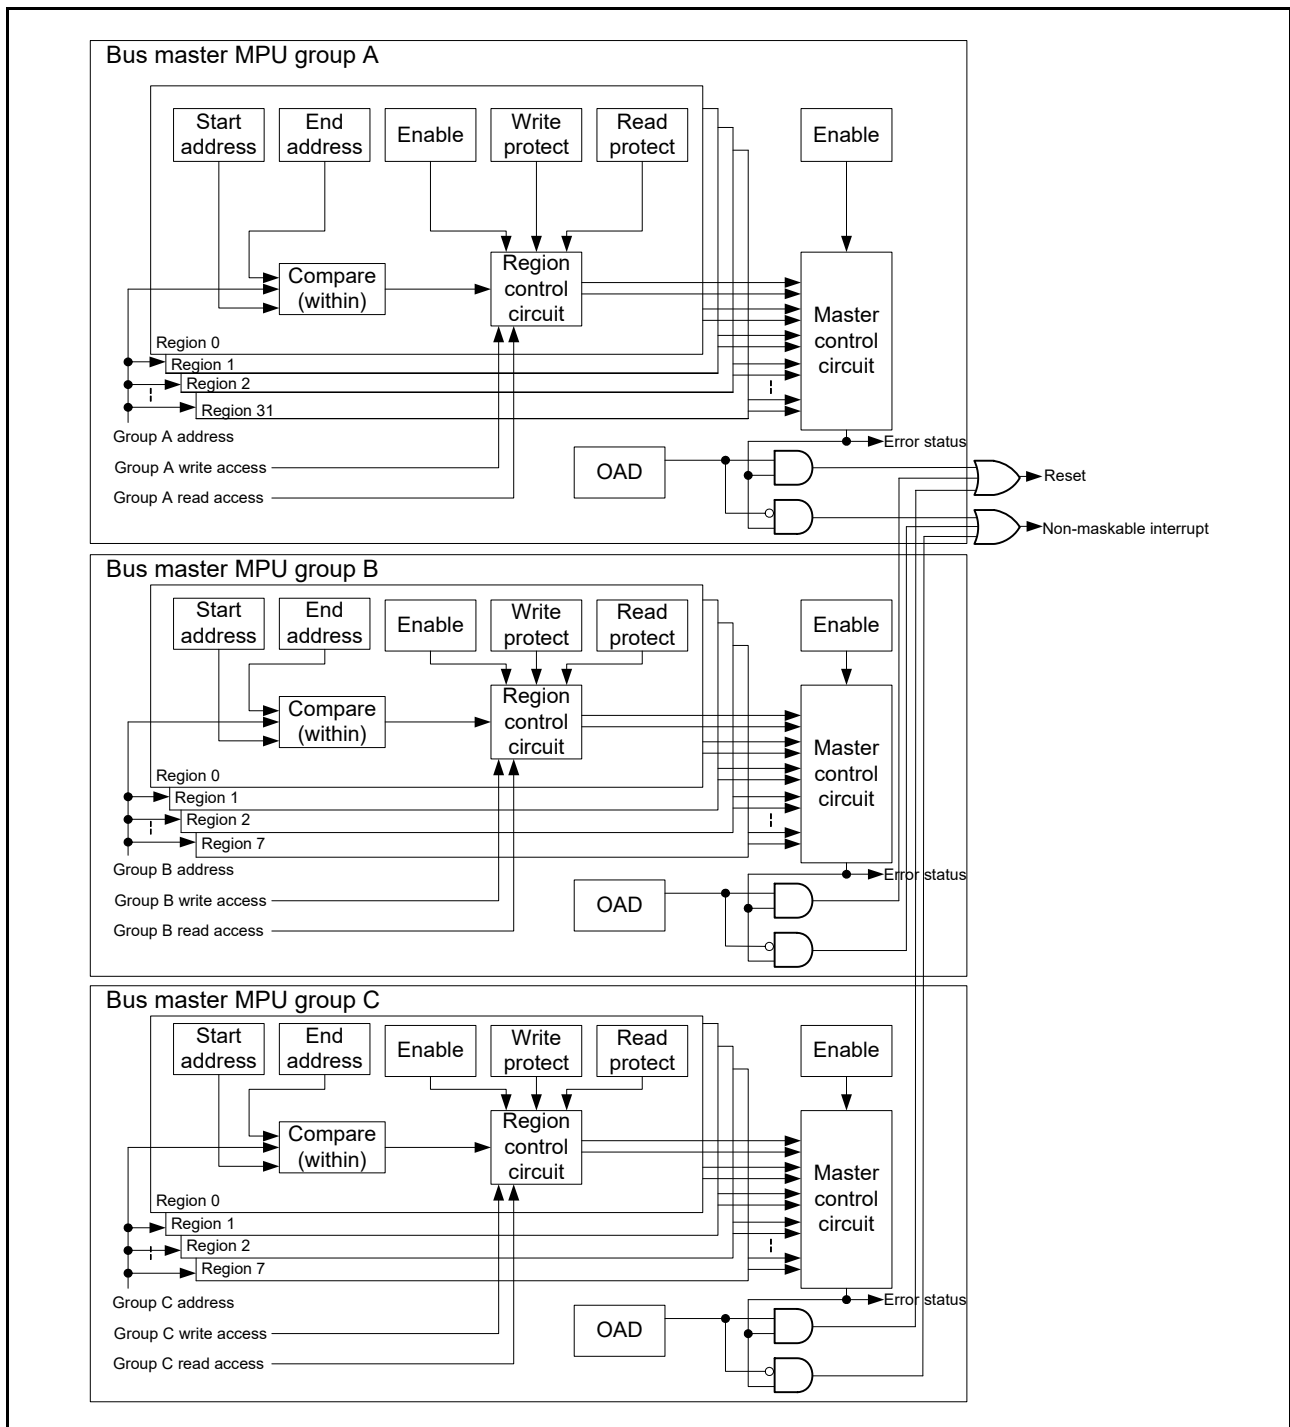 Bus master MPU group A
Start
address
End
address
Enable
Write
protect
Read
protect
Enable
Compare
(within)
Region
control
circuit
Master
control
circuit
Region 0
Region 1
Region 2
Region 31
Group A address
Group A write access
Group A read access
OAD
Error status
Reset
Non-maskable interrupt
Bus master MPU group B
Start
address
End
address
Enable
Write
protect
Read
protect
Enable
Compare
(within)
Region
control
circuit
Master
control
circuit
Region 0
Region 1
Region 2
Region 7
Group B address
Group B write access
Group B read access
OAD
Error status
Bus master MPU group C
Start
address
End
address
Enable
Write
protect
Read
protect
Enable
Compare
(within)
Region
control
circuit
Master
control
circuit
Region 0
Region 1
Region 2
Region 7
Group C address
Group C write access
Group C read access
OAD
Error status